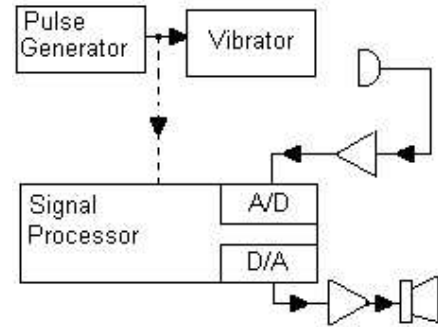 Pulse
Generator
Vibrator
A/D
Signal
Processor
D/A